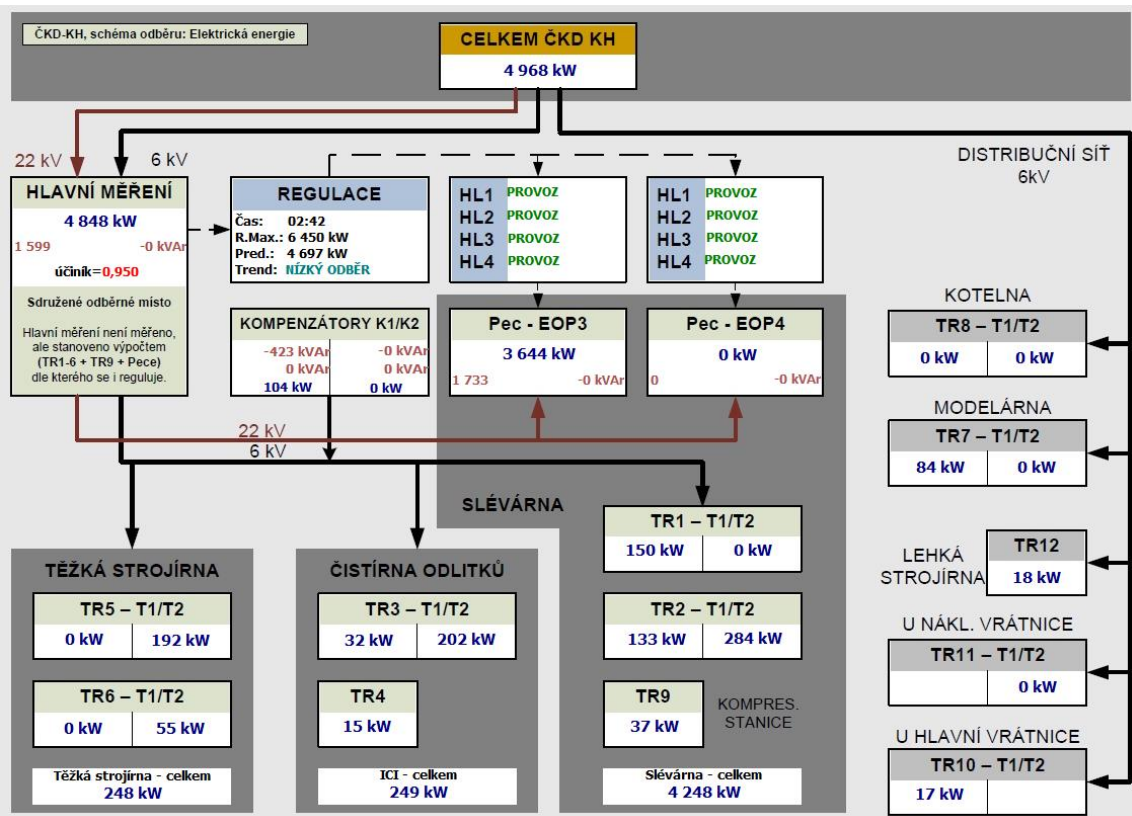 ČKD-KH, schéma odběru: Elektrická energie
CELKEM ČKD KH
4 968 kW
22 kV
6 kV
DISTRIBUČNÍ SÍŤ
6kV
HLAVNÍ MĚŘENÍ
4 848 kW
1 599 -0 kVAr
účiník=0,950
Sdružené odběrné místo
Hlavní měření není měřeno,
ale stanoveno výpočtem
(TR1-6 + TR9 + Pece)
dle kterého se i reguluje.
REGULACE
Čas: 02:42
R.Max.: 6 450 kW
Pred.: 4 697 kW
Trend: NÍZKÝ ODBĚR
HL1 PROVOZ
HL2 PROVOZ
HL3 PROVOZ
HL4 PROVOZ
HL1 PROVOZ
HL2 PROVOZ
HL3 PROVOZ
HL4 PROVOZ
KOMPENZÁTORY K1/K2
-423 kVAr -0 kVAr
0 kVAr 0 kVAr
104 kW 0 kW
Pec - EOP3
3 644 kW
1 733 -0 kVAr
Pec - EOP4
0 kW
0 -0 kVAr
22 kV
6 kV
KOTELNA
TR8 – T1/T2
0 kW 0 kW
MODELÁRNA
TR7 – T1/T2
84 kW 0 kW
LEHKÁ
STROJÍRNA
TR12
18 kW
U NÁKL. VRÁTNICE
TR11 – T1/T2
0 kW
U HLAVNÍ VRÁTNICE
TR10 – T1/T2
17 kW
SLÉVÁRNA
TR1 – T1/T2
150 kW 0 kW
TR2 – T1/T2
133 kW 284 kW
TR9
37 kW
KOMPRES.
STANICE
Slévárna - celkem
4 248 kW
TĚŽKÁ STROJÍRNA
TR5 – T1/T2
0 kW 192 kW
TR6 – T1/T2
0 kW 55 kW
Těžká strojírna - celkem
248 kW
ČISTÍRNA ODLITKŮ
TR3 – T1/T2
32 kW 202 kW
TR4
15 kW
ICI - celkem
249 kW